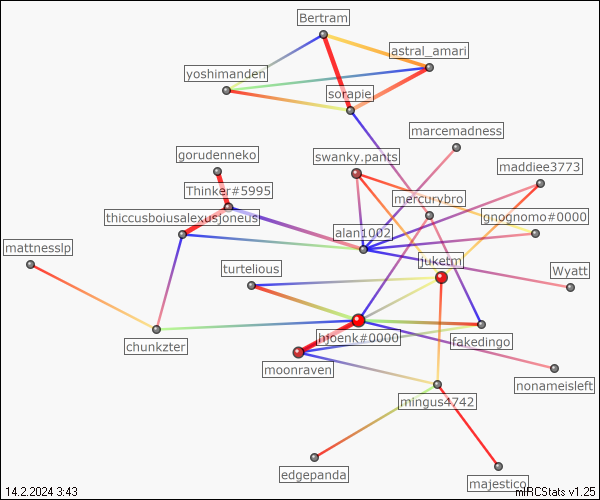 Bertram
astral_amari
yoshimanden
sorapie
marcemadness
gorudenneko
swanky.pants
maddiee3773
Thinker#5995
mercurybro
thiccusboiusalexusjoneus
gnognomo#0000
alan1002
mattnesslp
turtelious
juketm
Wyatt
hjoenk#0000
fakedingo
chunkzter
moonraven
nonameisleft
mingus4742
edgepanda
majestico
14.2.2024 3:43
mIRCStats v1.25